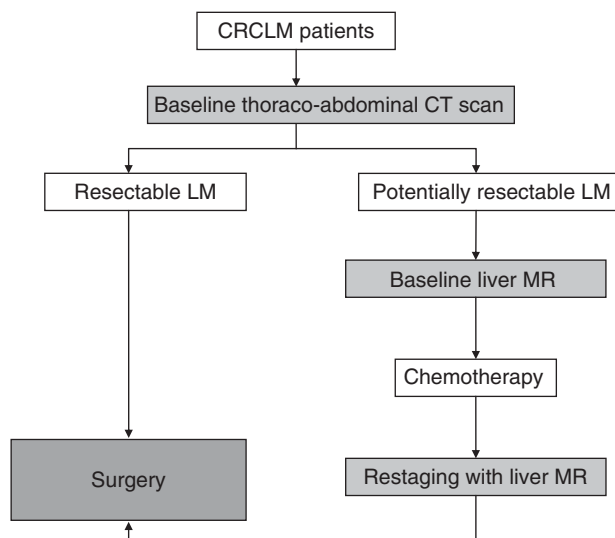 CRCLM patients
Baseline thoraco-abdominal CT scan
Resectable LM
Potentially resectable LM
Baseline liver MR
Chemotherapy
Surgery
Restaging with liver MR